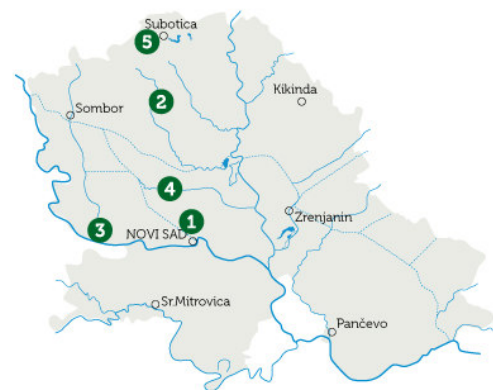 Subotica
5
Kikinda
2
Sombor
4
Zrenjanin
1
3
NOVI SAD
Sr.Mitrovica
Pančevo